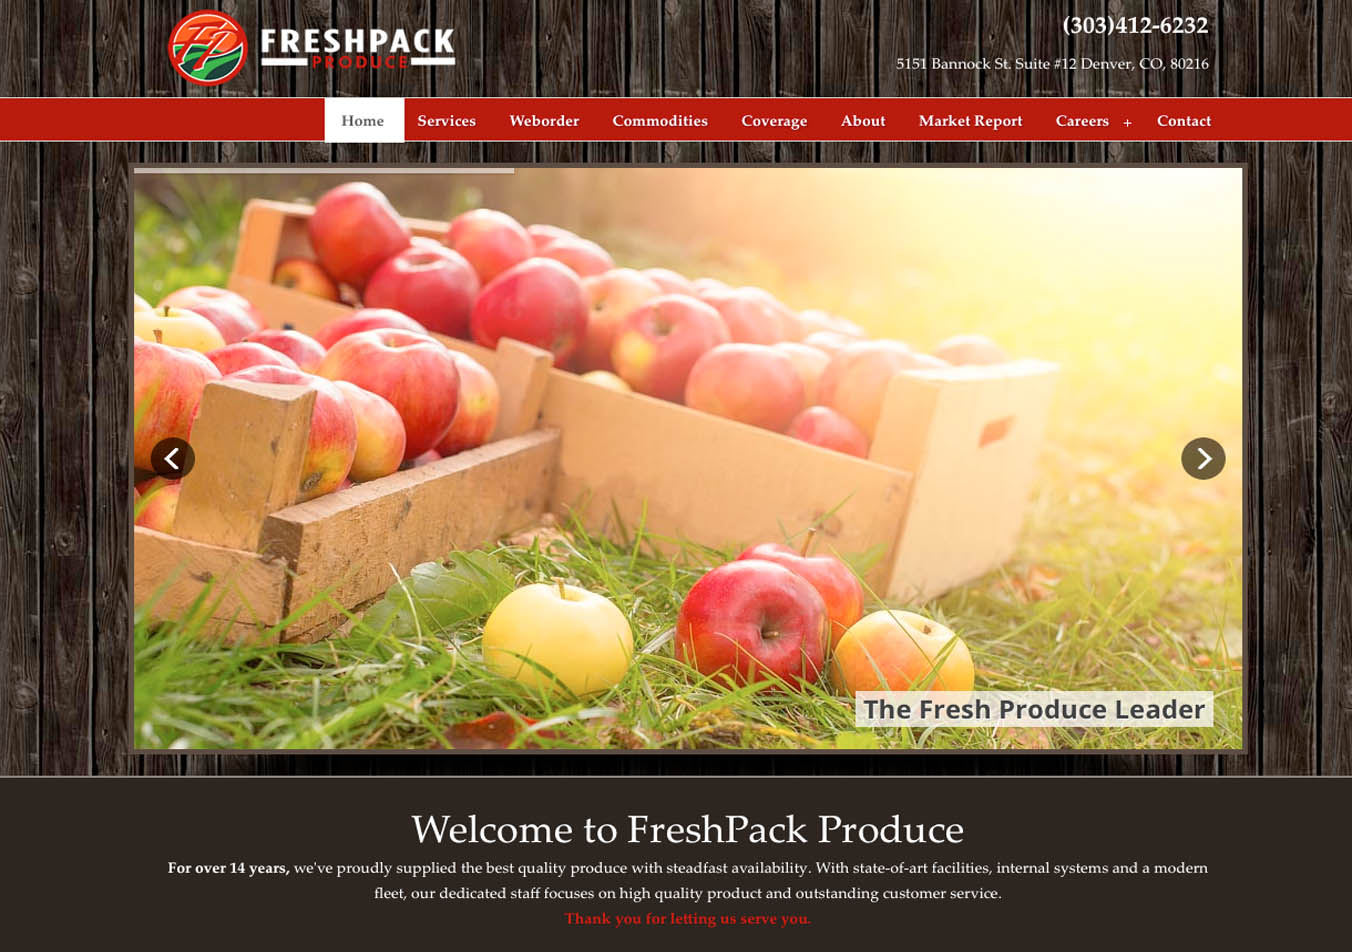 FRESHPACK
PRODUCE
(303)412-6232
5151 Bannock St. Suite #12 Denver, CO, 80216
Home Services Weborder Commodities Coverage About Market Report Careers + Contact
The Fresh Produce Leader
Welcome to FreshPack Produce
For over 14 years, we've proudly supplied the best quality produce with steadfast availability. With state-of-art facilities, internal systems and a modern
fleet, our dedicated staff focuses on high quality product and outstanding customer service.
Thank you for letting us serve you.